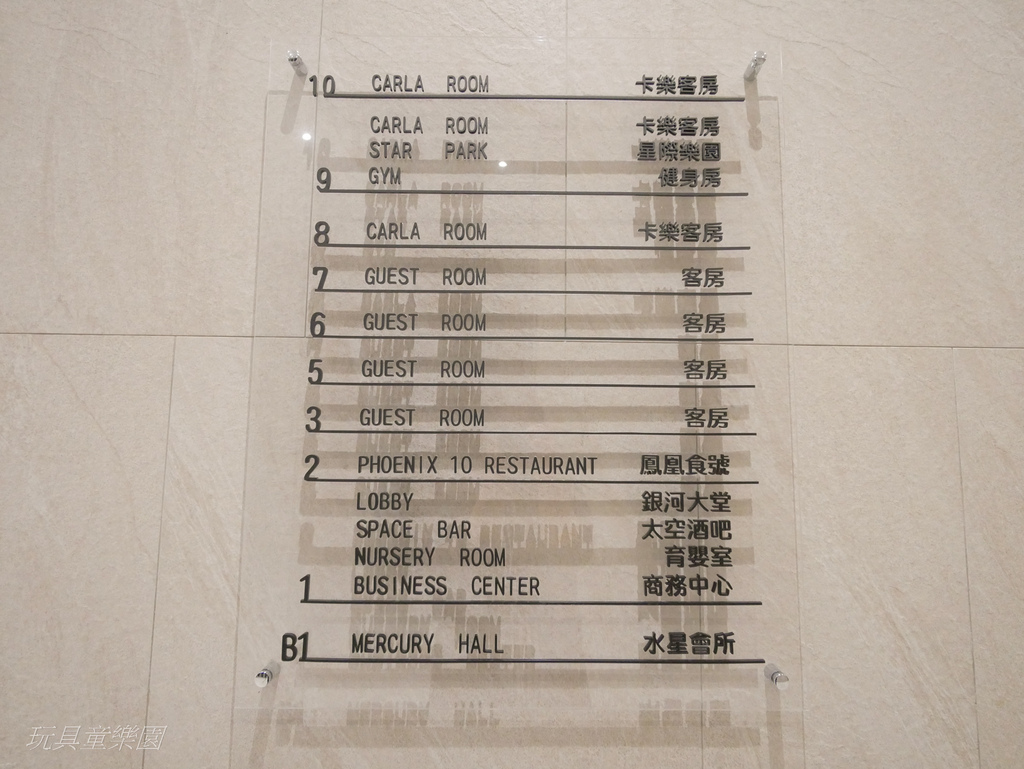 10 CARLA ROOM 卡樂客房
CARLA ROOM 卡樂客房
STAR PARK 星際樂園
9 GYM 健身房
8 CARLA ROOM 卡樂客房
7 GUEST ROOM 客房
6 GUEST ROOM 客房
5 GUEST ROOM 客房
3 GUEST ROOM 客房
2 PHOENIX 10 RESTAURANT 鳳凰食號
LOBBY 銀河大堂
SPACE BAR 太空酒吧
NURSERY ROOM 育嬰室
1 BUSINESS CENTER 商務中心
B1 MERCURY HALL 水星會所
玩具童樂園